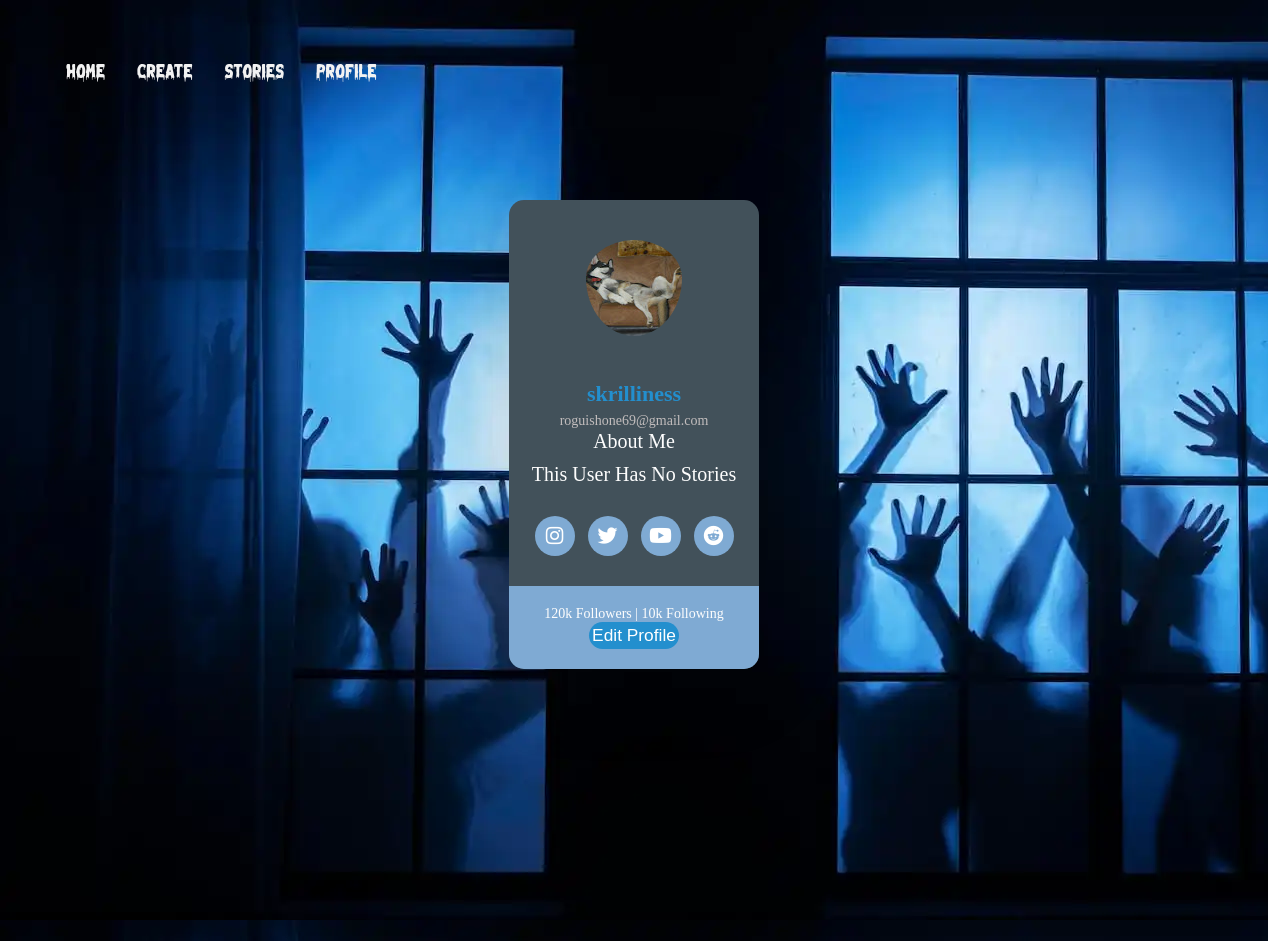 HOME CREATE STORIES PROFILE
skrilliness
roguishone69@gmail.com
About Me
This User Has No Stories
120k Followers | 10k Following
Edit Profile